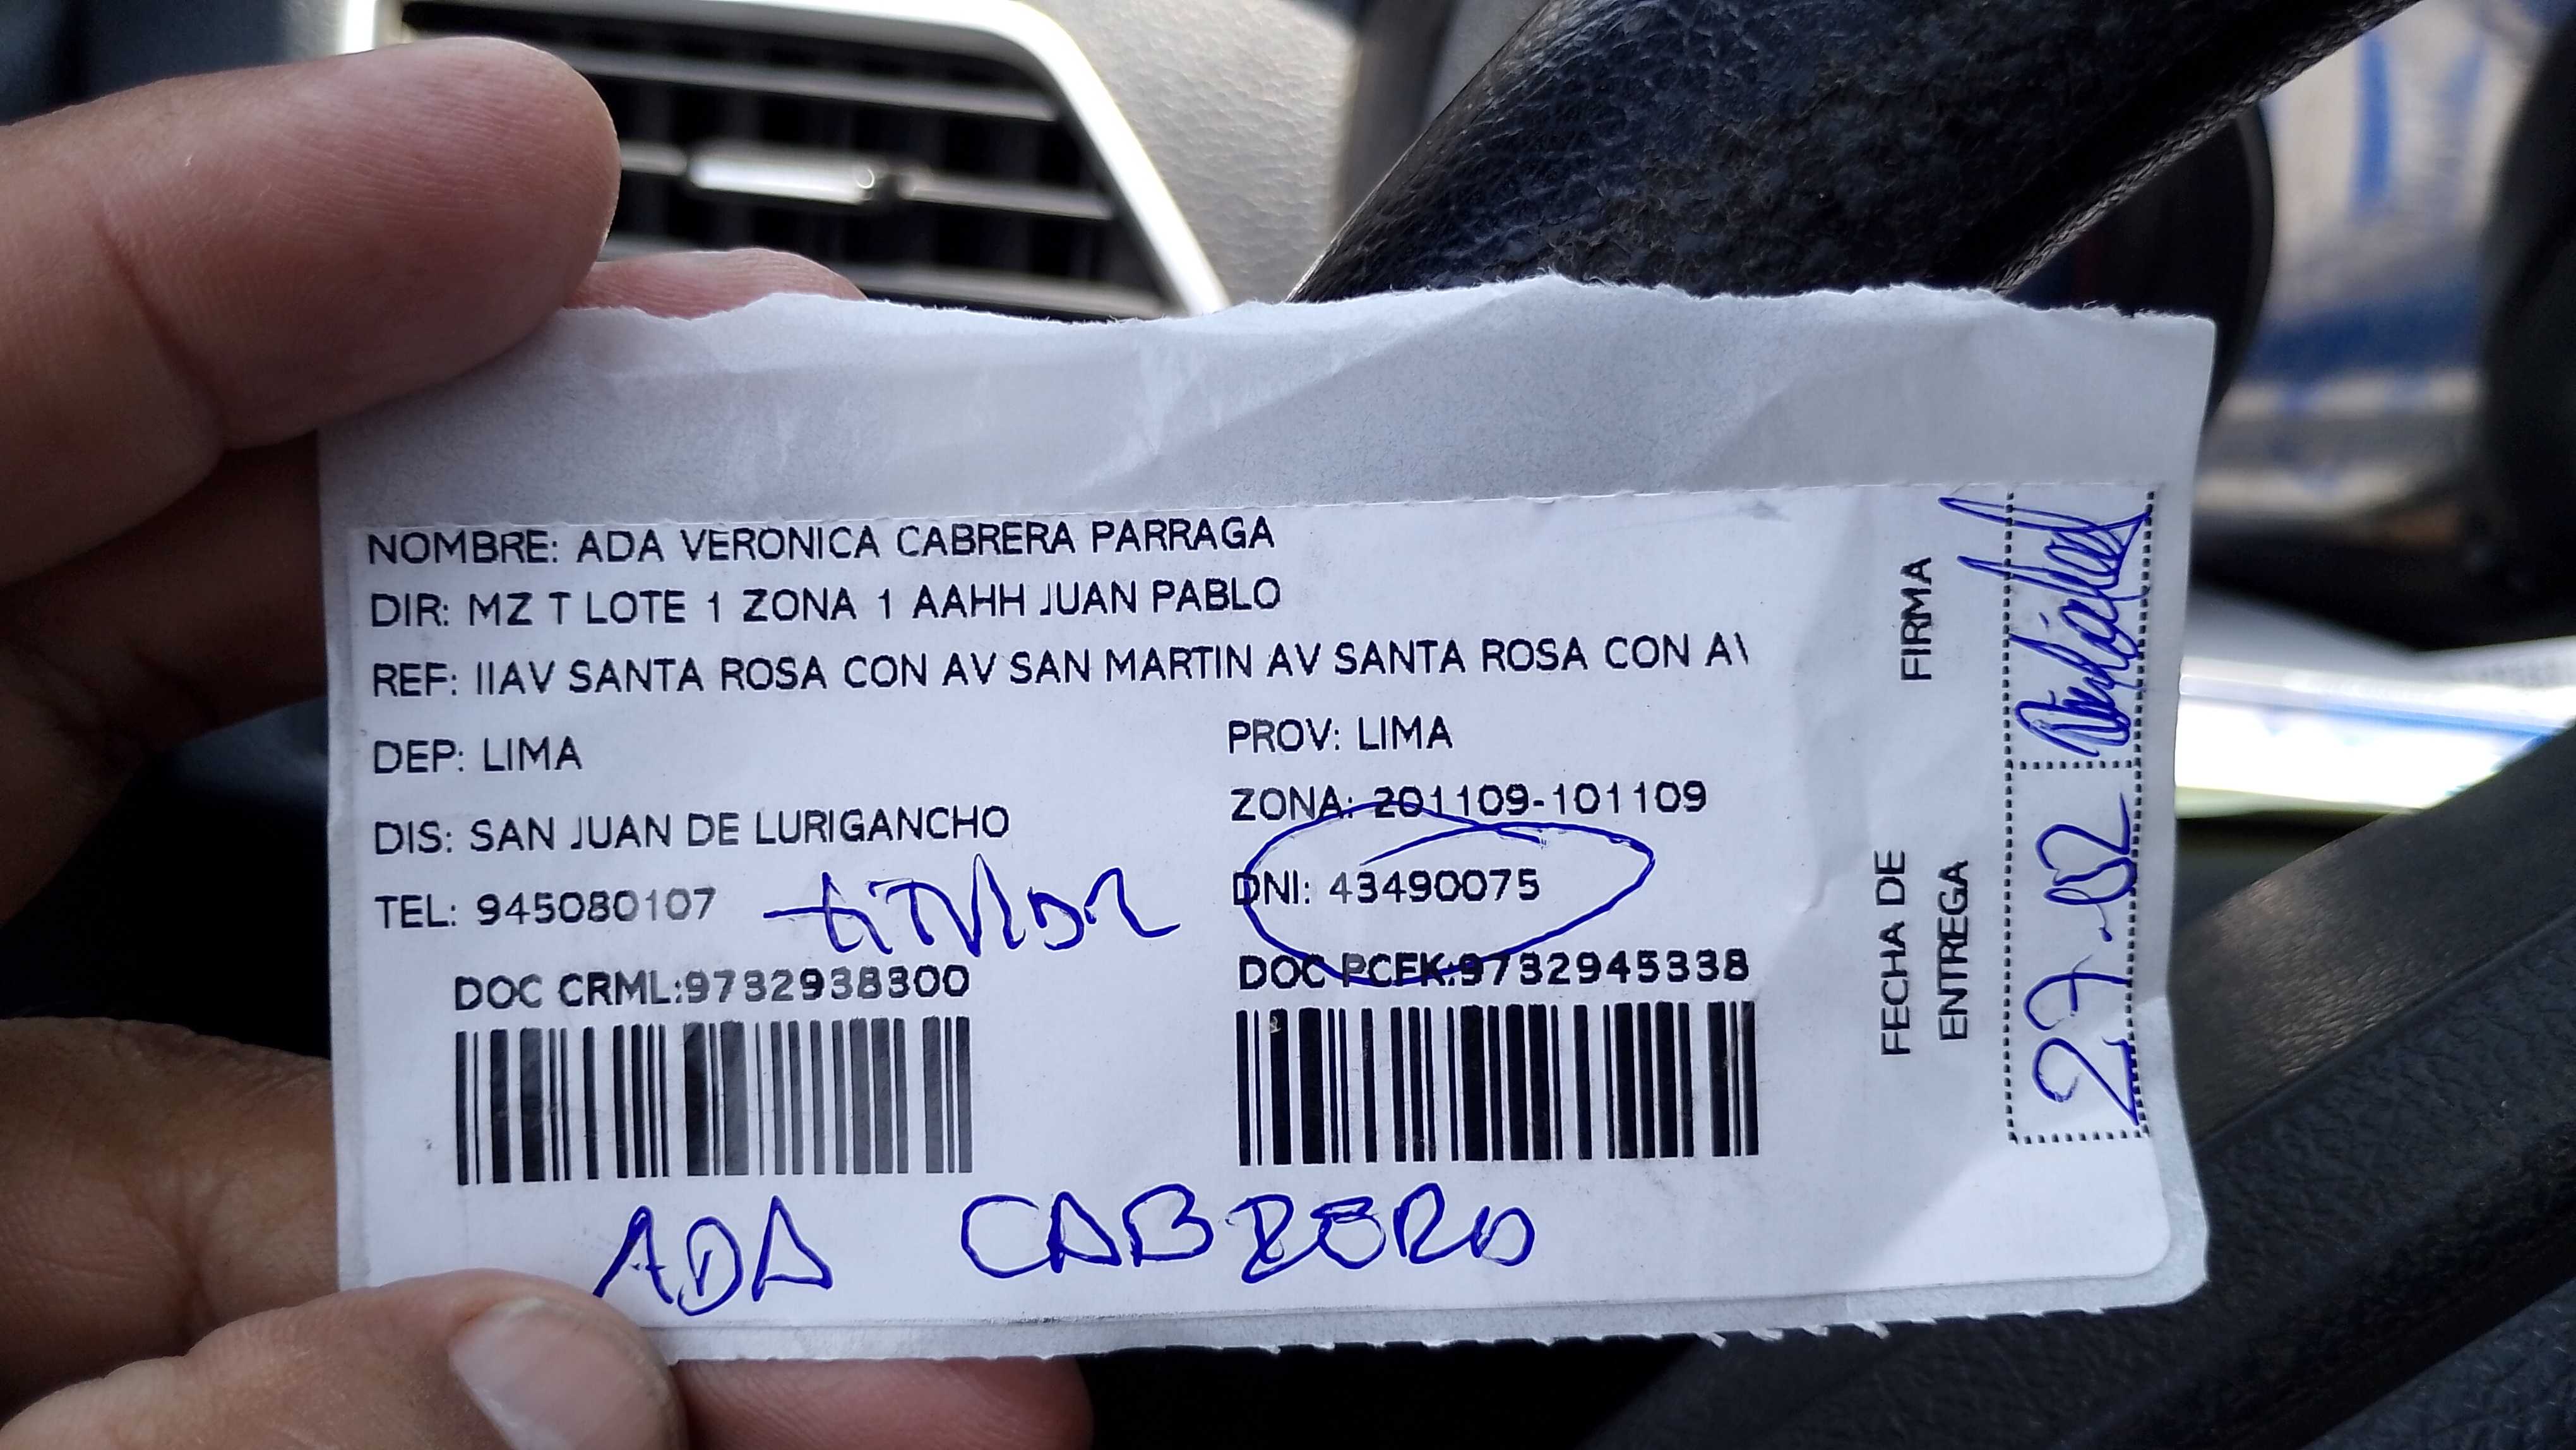 NOMBRE: ADA VERONICA CABRERA PARRAGA
DIR: MZ T LOTE 1 ZONA 1 AAHH JUAN PABLO
REF: IIAV SANTA ROSA CON AV SAN MARTIN AV SANTA ROSA CON A\
DEP: LIMA
PROV: LIMA
ZONA: 201109-101109
DIS: SAN JUAN DE LURIGANCHO
DNI: 43490075
TEL: 945080107
DOC CRML:9732938300
DOC PCEK:9732945338
ADA CABRERA
FIRMA
FECHA DE
ENTREGA
27.02